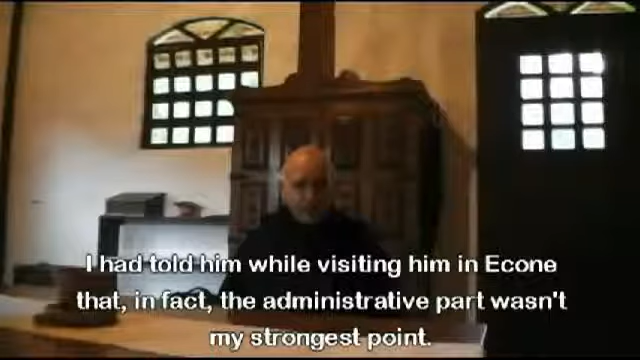 I had told him while visiting him in Econe
that, in fact, the administrative part wasn't
my strongest point.